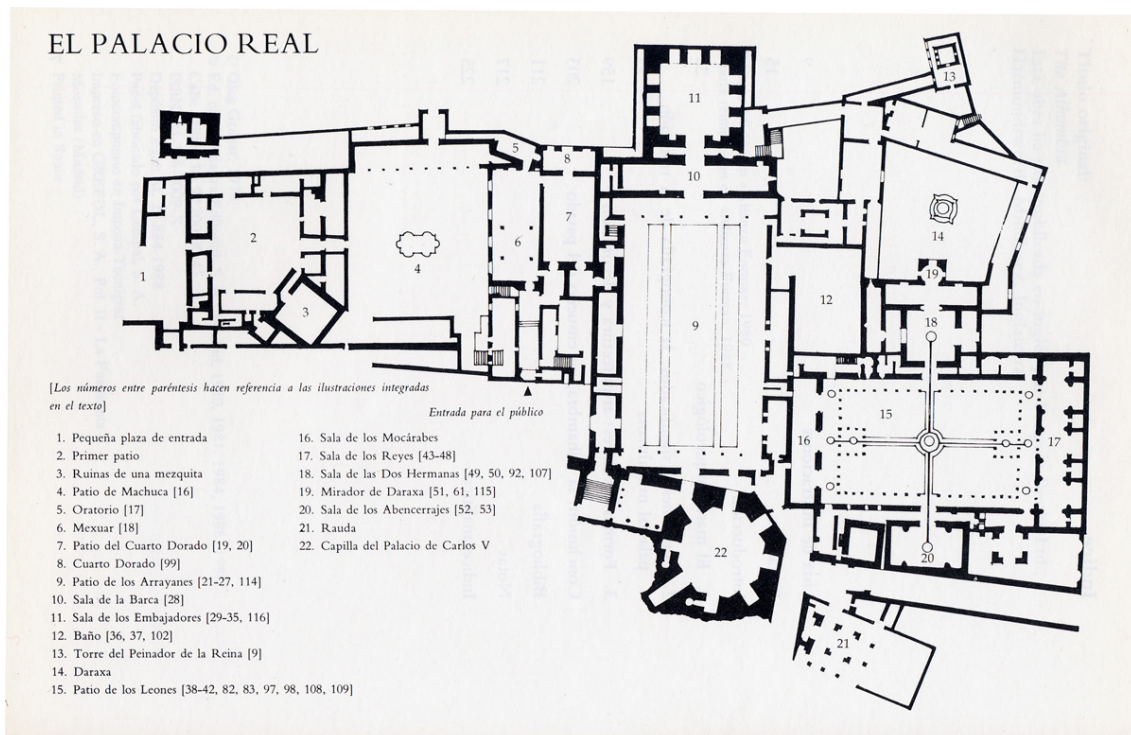 EL PALACIO REAL
[Los números entre paréntesis hacen referencia a las ilustraciones integradas
en el texto]
Entrada para el público
1. Pequeña plaza de entrada
2. Primer patio
3. Ruinas de una mezquita
4. Patio de Machuca [16]
5. Oratorio [17]
6. Mexuar [18]
7. Patio del Cuarto Dorado [19, 20]
8. Cuarto Dorado [99]
9. Patio de los Arrayanes [21-27, 114]
10. Sala de la Barca [28]
11. Sala de los Embajadores [29-35, 116]
12. Baño [36, 37, 102]
13. Torre del Peinador de la Reina [9]
14. Daraxa
15. Patio de los Leones [38-42, 82, 83, 97, 98, 108, 109]
16. Sala de los Mocárabes
17. Sala de los Reyes [43-48]
18. Sala de las Dos Hermanas [49, 50, 92, 107]
19. Mirador de Daraxa [51, 61, 115]
20. Sala de los Abencerrajes [52, 53]
21. Rauda
22. Capilla del Palacio de Carlos V
1
2
3
4
5
6
7
8
9
10
11
12
13
14
15
16
17
18
19
20
21
22